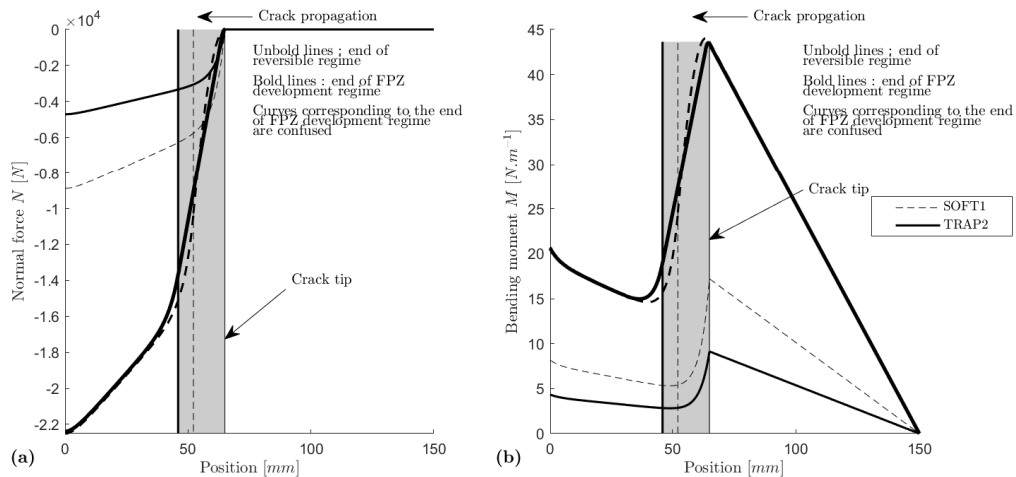 ×10⁴
Crack propagation
Unbold lines ; end of
reversible regime
Bold lines : end of FPZ
development regime
Curves corresponding to the end
of FPZ development regime
are confused
Crack tip
0
-0.2
-0.4
-0.6
-0.8
-1
-1.2
-1.4
-1.6
-1.8
-2
-2.2
Normal force N [N]
0
50
100
150
Position [mm]
(a)
Crack propgation
Unbold lines ; end of
reversible regime
Bold lines : end of FPZ
development regime
Curves corresponding to the end
of FPZ development regime
are confused
Crack tip
SOFT1
TRAP2
45
40
35
30
25
20
15
10
5
0
Bending moment M [N.m⁻¹]
0
50
100
150
Position [mm]
(b)